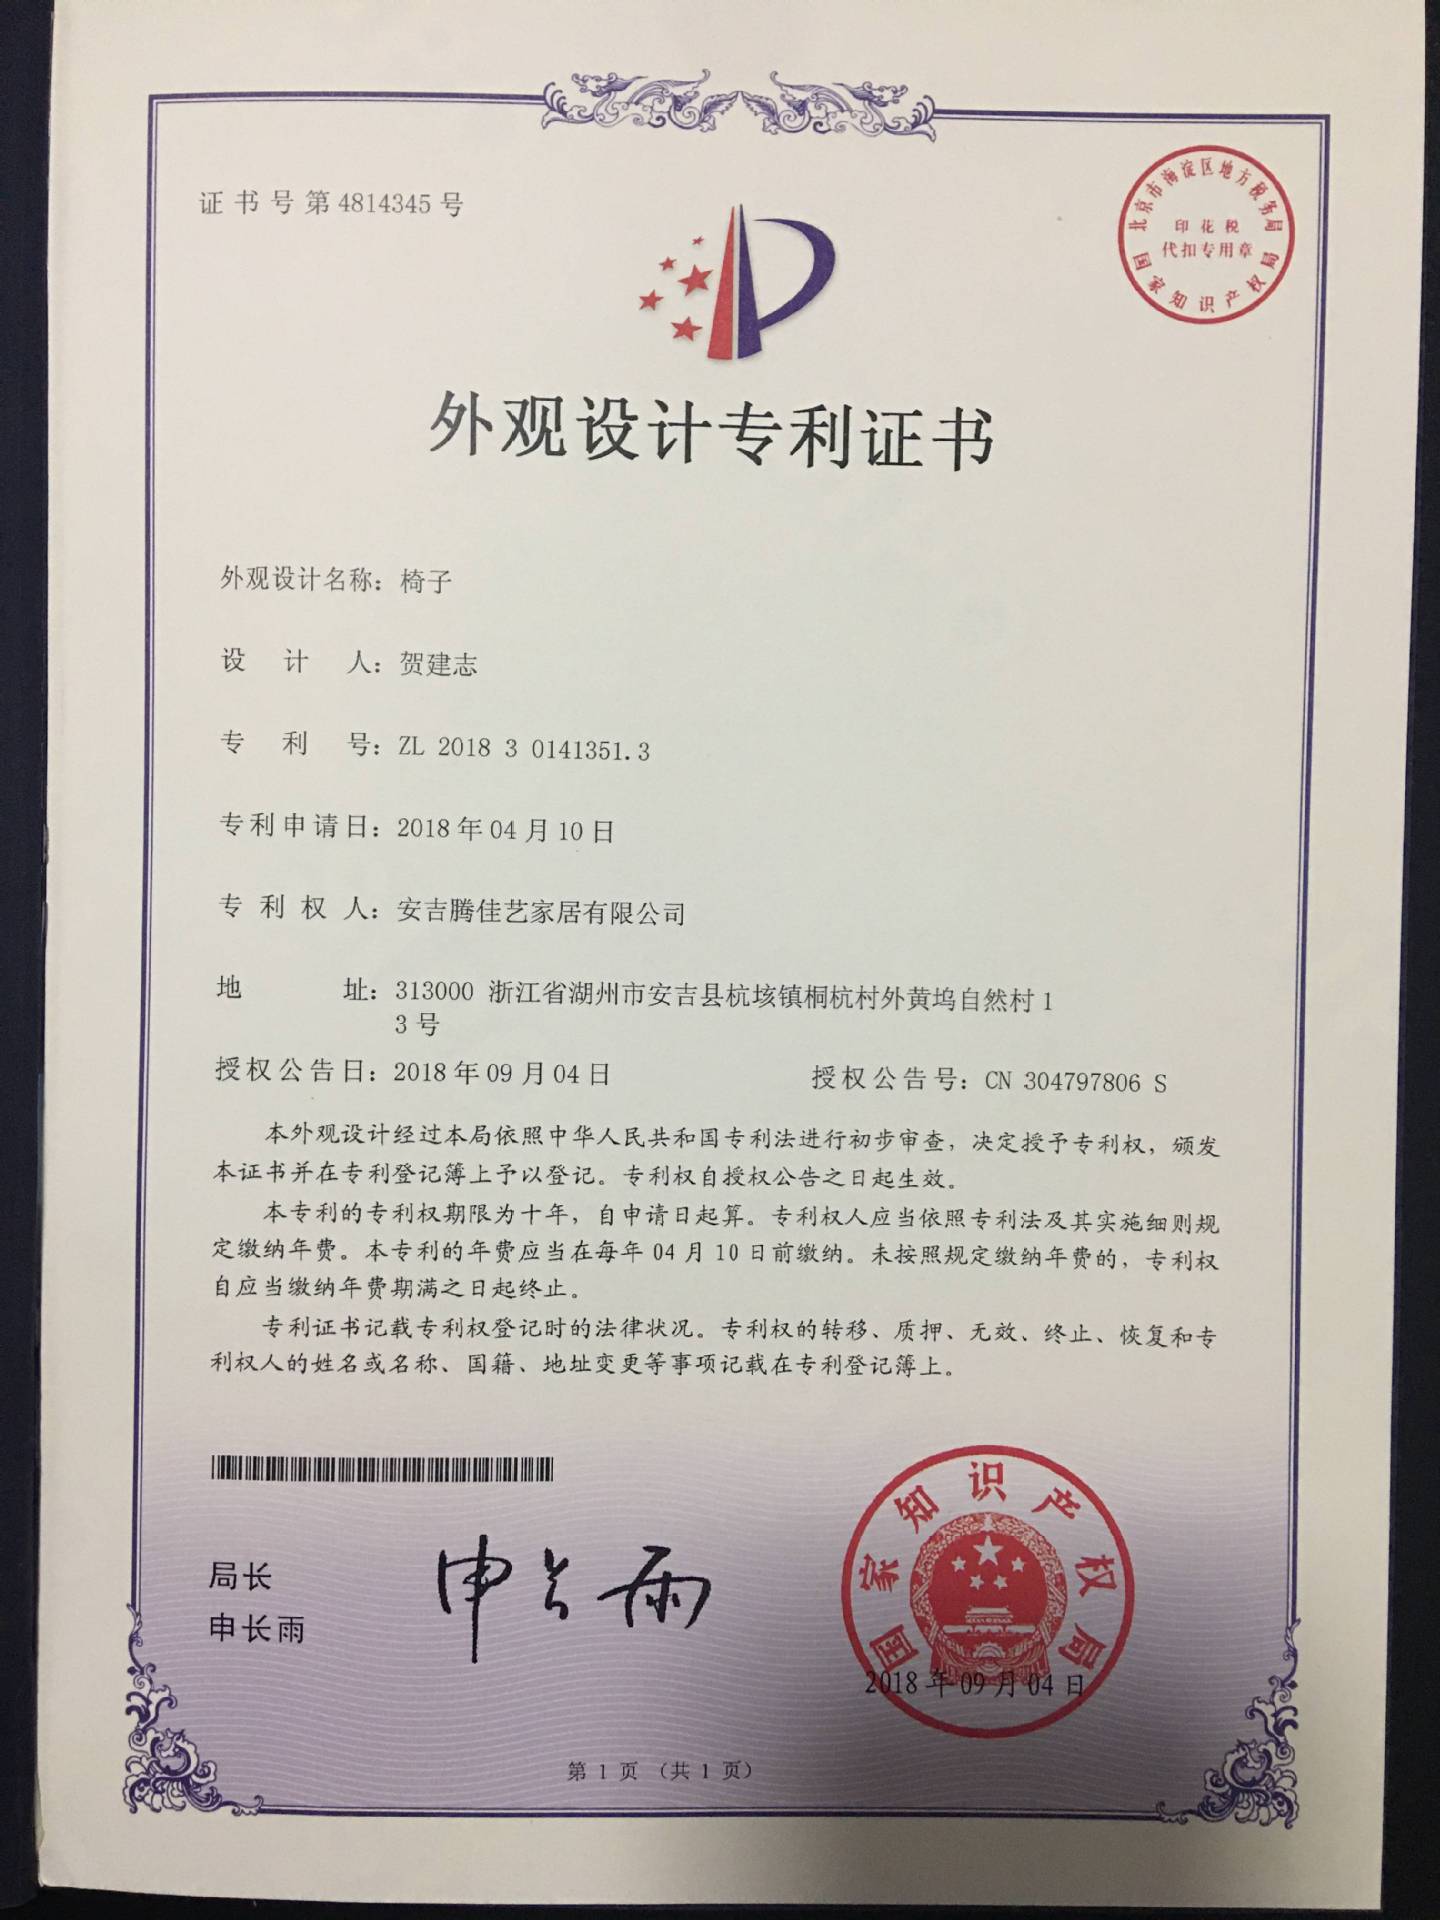 证书号第4814345号
北京市海淀区地方税务局
印花税
代扣专用章
国家知识产权局
外观设计专利证书
外观设计名称：椅子
设计人：贺建志
专利号：ZL 2018 3 0141351.3
专利申请日：2018年04月10日
专利权人：安吉腾佳艺家居有限公司
地址：313000 浙江省湖州市安吉县杭垓镇桐杭村外黄坞自然村1
3号
授权公告日：2018年09月04日 授权公告号：CN 304797806 S
本外观设计经过本局依照中华人民共和国专利法进行初步审查，决定授予专利权，颁发
本证书并在专利登记簿上予以登记。专利权自授权公告之日起生效。
本专利的专利权期限为十年，自申请日起算。专利权人应当依照专利法及其实施细则规
定缴纳年费。本专利的年费应当在每年04月10日前缴纳。未按照规定缴纳年费的，专利权
自应当缴纳年费期满之日起终止。
专利证书记载专利权登记时的法律状况。专利权的转移、质押、无效、终止、恢复和专
利权人的姓名或名称、国籍、地址变更等事项记载在专利登记簿上。
局长
申长雨
申长雨
国家知识产权局
2018年09月04日
第1页（共1页）